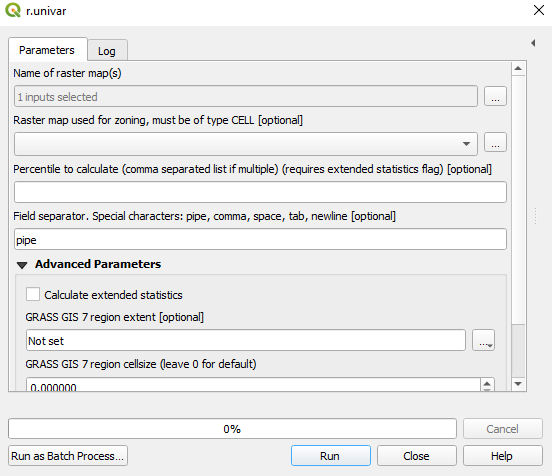 r.univar
Parameters
Log
Name of raster map(s)
1 inputs selected
...
Raster map used for zoning, must be of type CELL [optional]
...
Percentile to calculate (comma separated list if multiple) (requires extended statistics flag) [optional]
Field separator. Special characters: pipe, comma, space, tab, newline [optional]
pipe
Advanced Parameters
Calculate extended statistics
GRASS GIS 7 region extent [optional]
Not set
...
GRASS GIS 7 region cellsize (leave 0 for default)
0.000000
0%
Cancel
Run as Batch Process...
Run
Close
Help